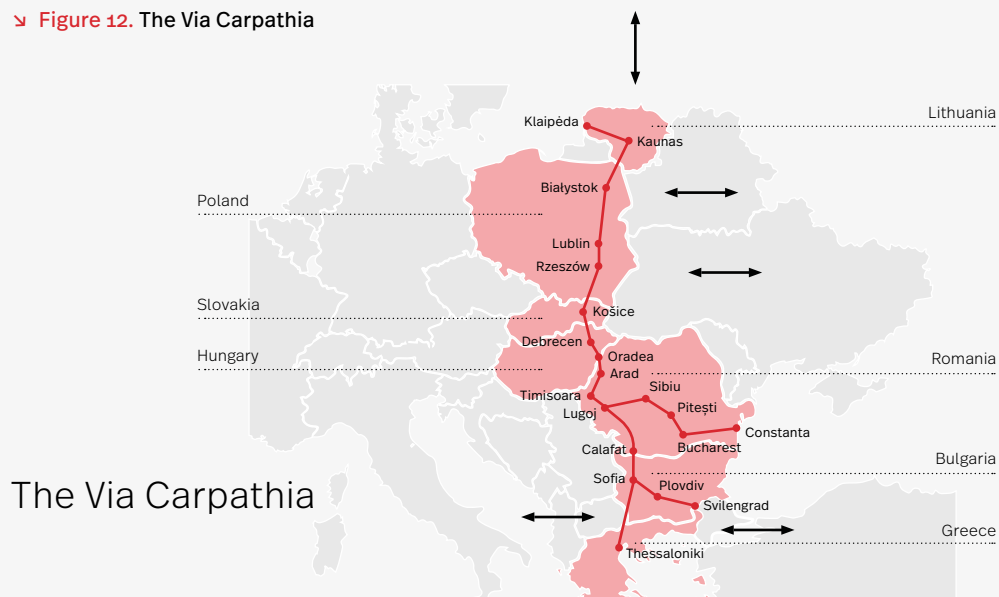 ↘ Figure 12. The Via Carpathia
Klaipėda
Lithuania
Kaunas
Białystok
Poland
Lublin
Rzeszów
Slovakia
Košice
Debrecen
Hungary
Oradea
Romania
Arad
Sibiu
Timisoara
Lugoj
Pitești
Constanta
Bucharest
Calafat
Bulgaria
Sofia
Plovdiv
The Via Carpathia
Svilengrad
Greece
Thessaloniki